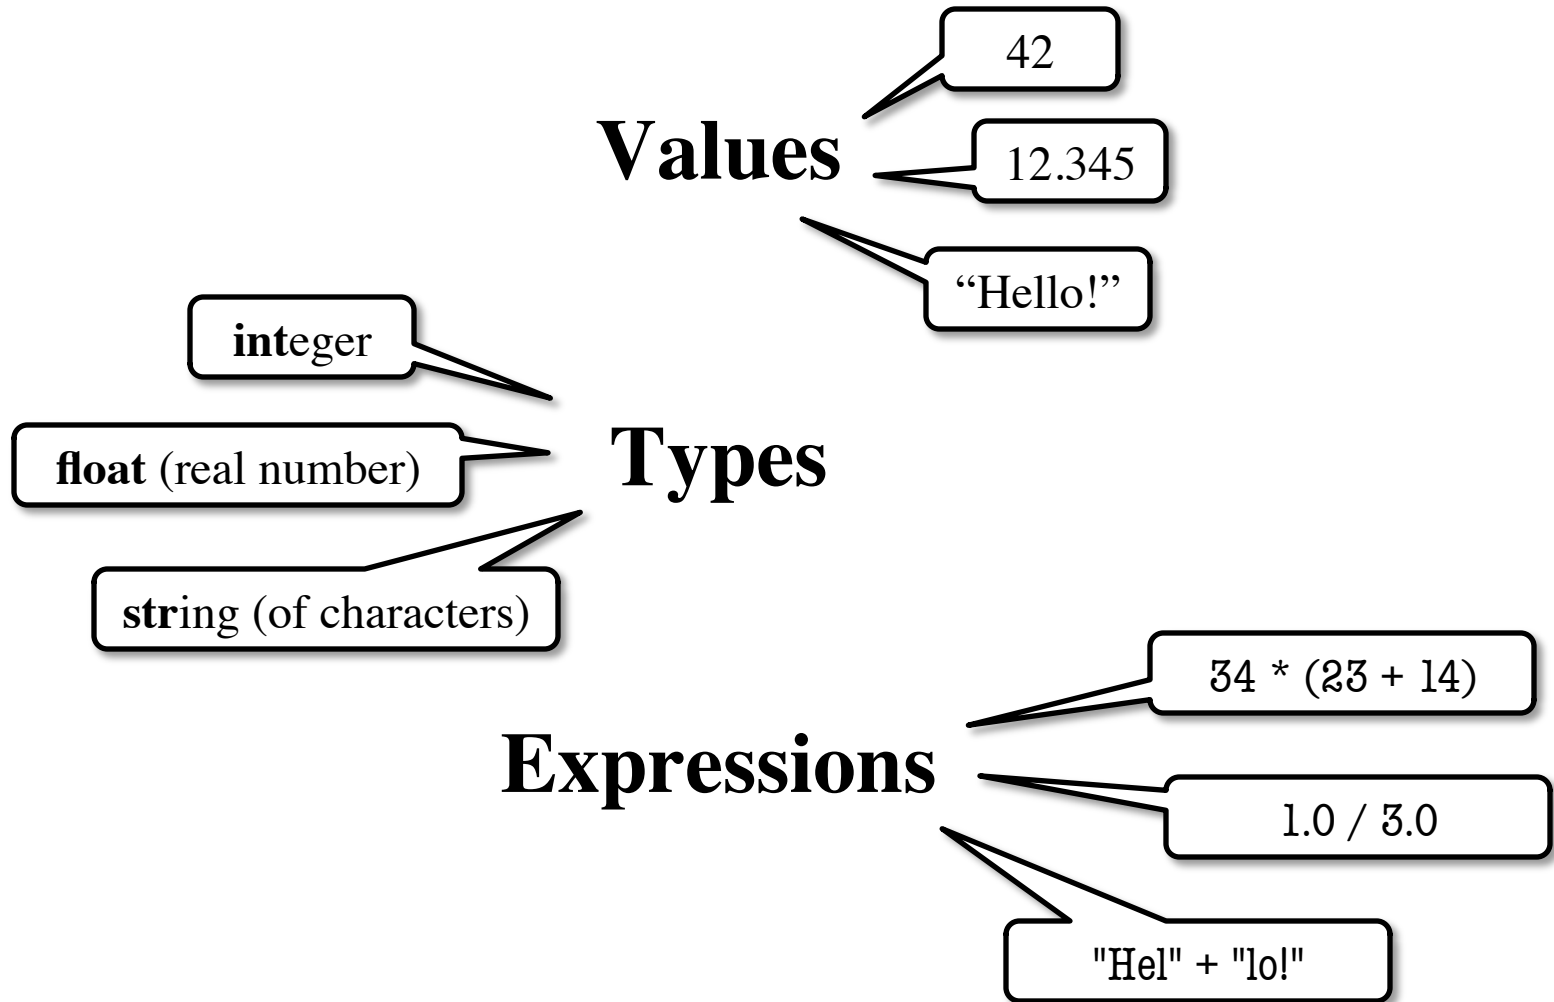 42
Values
12.345
“Hello!”
integer
float (real number)
Types
string (of characters)
34 * (23 + 14)
Expressions
1.0 / 3.0
"Hel" + "lo!"